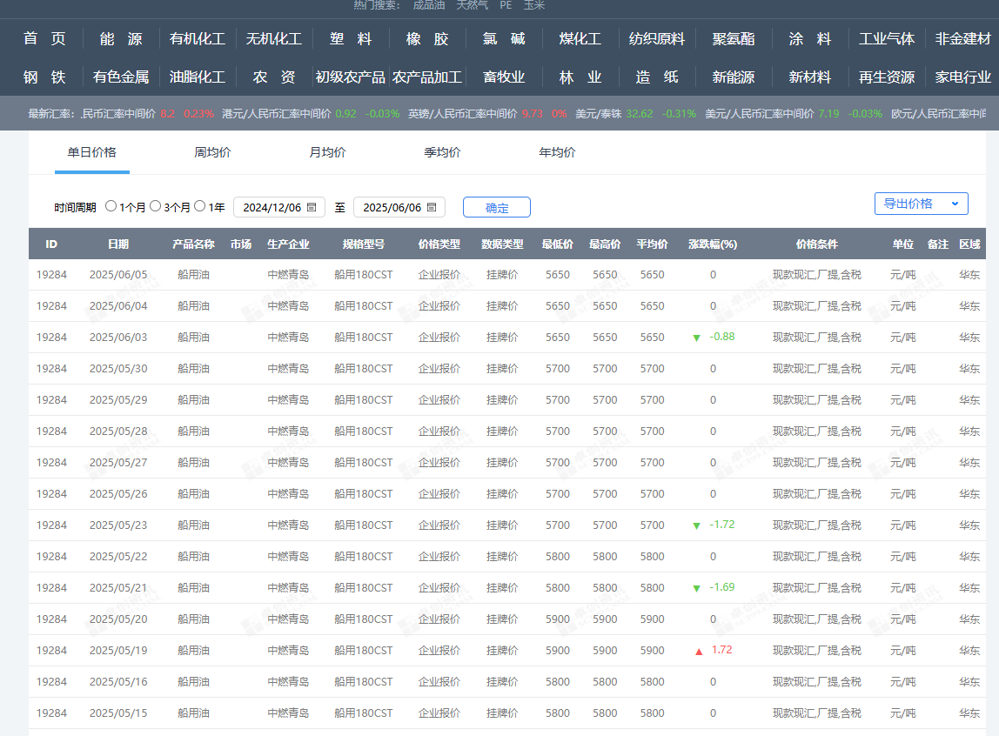 热门搜索： 成品油 天然气 PE 玉米
首 页 能 源 有机化工 无机化工 塑 料 橡 胶 氯 碱 煤化工 纺织原料 聚氨酯 涂 料 工业气体 非金建材
钢 铁 有色金属 油脂化工 农 资 初级农产品 农产品加工 畜牧业 林 业 造 纸 新能源 新材料 再生资源 家电行业
最新汇率: 民币汇率中间价 8.2 0.23% 港元/人民币汇率中间价 0.92 -0.03% 英镑/人民币汇率中间价 9.73 0% 美元/泰铢 32.62 -0.31% 美元/人民币汇率中间价 7.19 -0.03% 欧元/人民币汇率中间
单日价格 周均价 月均价 季均价 年均价
时间周期 1个月 3个月 1年 2024/12/06 至 2025/06/06 确定 导出价格
ID 日期 产品名称 市场 生产企业 规格型号 价格类型 数据类型 最低价 最高价 平均价 涨跌幅(%) 价格条件 单位 备注 区域
19284 2025/06/05 船用油 中燃青岛 船用180CST 企业报价 挂牌价 5650 5650 5650 0 现款现汇,厂提,含税 元/吨 华东
19284 2025/06/04 船用油 中燃青岛 船用180CST 企业报价 挂牌价 5650 5650 5650 0 现款现汇,厂提,含税 元/吨 华东
19284 2025/06/03 船用油 中燃青岛 船用180CST 企业报价 挂牌价 5650 5650 5650 ▼ -0.88 现款现汇,厂提,含税 元/吨 华东
19284 2025/05/30 船用油 中燃青岛 船用180CST 企业报价 挂牌价 5700 5700 5700 0 现款现汇,厂提,含税 元/吨 华东
19284 2025/05/29 船用油 中燃青岛 船用180CST 企业报价 挂牌价 5700 5700 5700 0 现款现汇,厂提,含税 元/吨 华东
19284 2025/05/28 船用油 中燃青岛 船用180CST 企业报价 挂牌价 5700 5700 5700 0 现款现汇,厂提,含税 元/吨 华东
19284 2025/05/27 船用油 中燃青岛 船用180CST 企业报价 挂牌价 5700 5700 5700 0 现款现汇,厂提,含税 元/吨 华东
19284 2025/05/26 船用油 中燃青岛 船用180CST 企业报价 挂牌价 5700 5700 5700 0 现款现汇,厂提,含税 元/吨 华东
19284 2025/05/23 船用油 中燃青岛 船用180CST 企业报价 挂牌价 5700 5700 5700 ▼ -1.72 现款现汇,厂提,含税 元/吨 华东
19284 2025/05/22 船用油 中燃青岛 船用180CST 企业报价 挂牌价 5800 5800 5800 0 现款现汇,厂提,含税 元/吨 华东
19284 2025/05/21 船用油 中燃青岛 船用180CST 企业报价 挂牌价 5800 5800 5800 ▼ -1.69 现款现汇,厂提,含税 元/吨 华东
19284 2025/05/20 船用油 中燃青岛 船用180CST 企业报价 挂牌价 5900 5900 5900 0 现款现汇,厂提,含税 元/吨 华东
19284 2025/05/19 船用油 中燃青岛 船用180CST 企业报价 挂牌价 5900 5900 5900 ▲ 1.72 现款现汇,厂提,含税 元/吨 华东
19284 2025/05/16 船用油 中燃青岛 船用180CST 企业报价 挂牌价 5800 5800 5800 0 现款现汇,厂提,含税 元/吨 华东
19284 2025/05/15 船用油 中燃青岛 船用180CST 企业报价 挂牌价 5800 5800 5800 0 现款现汇,厂提,含税 元/吨 华东